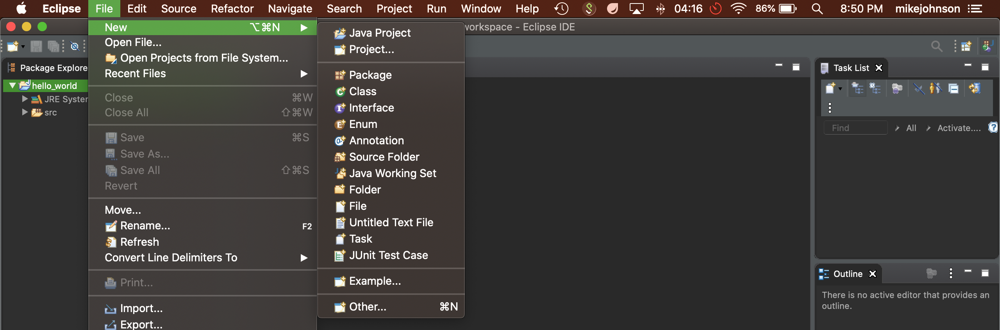 Eclipse File Edit Source Refactor Navigate Search Project Run Window Help 04:16 86% 8:50 PM mikejohnson
workspace - Eclipse IDE
Package Explore
hello_world
JRE Syster
src
New ⌥⌘N
Open File...
Open Projects from File System...
Recent Files
Close ⌘W
Close All ⇧⌘W
Save ⌘S
Save As...
Save All ⇧⌘S
Revert
Move...
Rename... F2
Refresh
Convert Line Delimiters To
Print...
Import...
Export...
Java Project
Project...
Package
Class
Interface
Enum
Annotation
Source Folder
Java Working Set
Folder
File
Untitled Text File
Task
JUnit Test Case
Example...
Other... ⌘N
Task List
Find All Activate....
Outline
There is no active editor that provides an
outline.